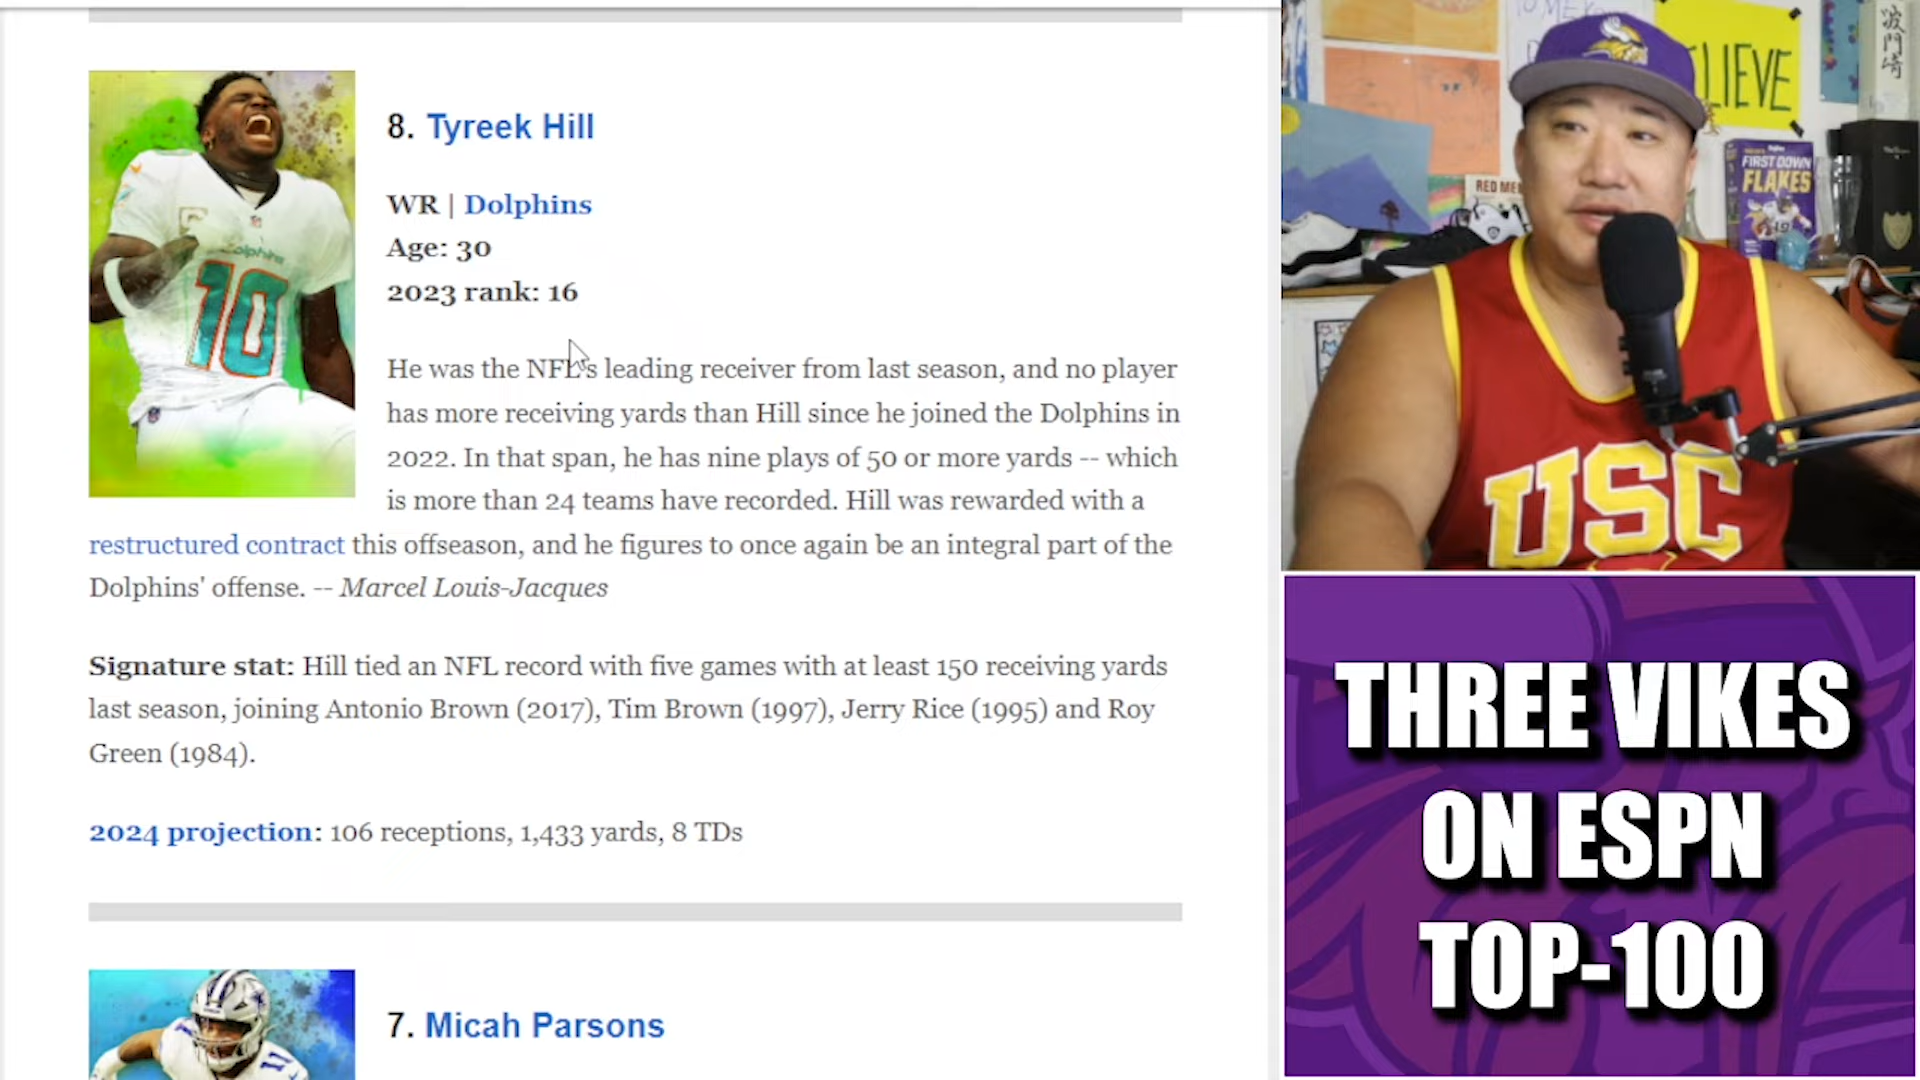 8. Tyreek Hill
WR | Dolphins
Age: 30
2023 rank: 16
He was the NFL's leading receiver from last season, and no player
has more receiving yards than Hill since he joined the Dolphins in
2022. In that span, he has nine plays of 50 or more yards -- which
is more than 24 teams have recorded. Hill was rewarded with a
restructured contract this offseason, and he figures to once again be an integral part of the
Dolphins' offense. -- Marcel Louis-Jacques
Signature stat: Hill tied an NFL record with five games with at least 150 receiving yards
last season, joining Antonio Brown (2017), Tim Brown (1997), Jerry Rice (1995) and Roy
Green (1984).
2024 projection: 106 receptions, 1,433 yards, 8 TDs
7. Micah Parsons
10
11
LIEVE
FIRST DOWN
FLAKES
19
RED
波門崎
USC
THREE VIKES
ON ESPN
TOP-100